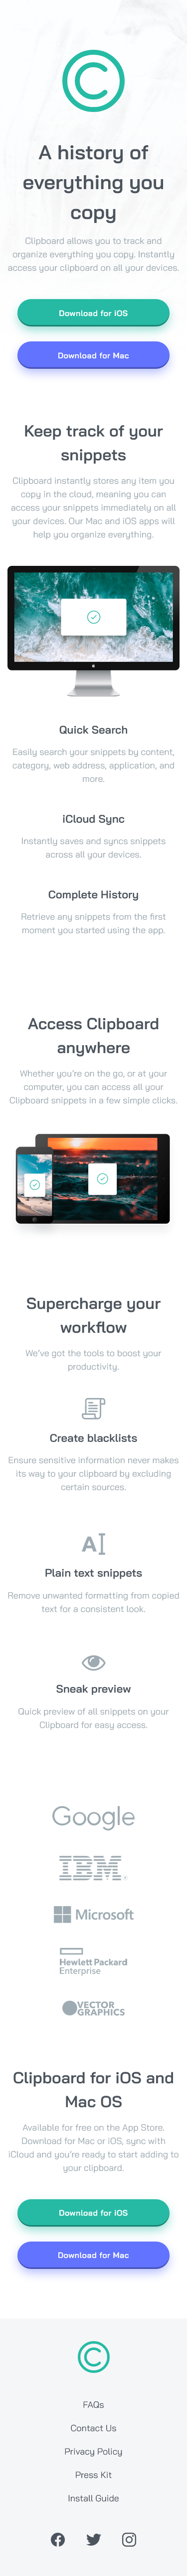 A history of
everything you
copy
Clipboard allows you to track and
organize everything you copy. Instantly
access your clipboard on all your devices.
Download for iOS
Download for Mac
Keep track of your
snippets
Clipboard instantly stores any item you
copy in the cloud, meaning you can
access your snippets immediately on all
your devices. Our Mac and iOS apps will
help you organize everything.
Quick Search
Easily search your snippets by content,
category, web address, application, and
more.
iCloud Sync
Instantly saves and syncs snippets
across all your devices.
Complete History
Retrieve any snippets from the first
moment you started using the app.
Access Clipboard
anywhere
Whether you're on the go, or at your
computer, you can access all your
Clipboard snippets in a few simple clicks.
Supercharge your
workflow
We've got the tools to boost your
productivity.
Create blacklists
Ensure sensitive information never makes
its way to your clipboard by excluding
certain sources.
Plain text snippets
Remove unwanted formatting from copied
text for a consistent look.
Sneak preview
Quick preview of all snippets on your
Clipboard for easy access.
Google
IBM
Microsoft
Hewlett Packard
Enterprise
VECTOR
GRAPHICS
Clipboard for iOS and
Mac OS
Available for free on the App Store.
Download for Mac or iOS, sync with
iCloud and you're ready to start adding to
your clipboard.
Download for iOS
Download for Mac
FAQs
Contact Us
Privacy Policy
Press Kit
Install Guide